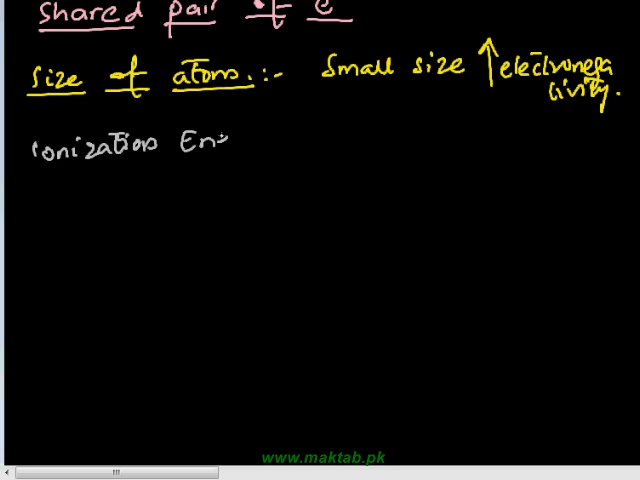 Shared pair of e
Size of atom :- Small size ↑ electronega
tivity.
ionization En
www.maktab.pk